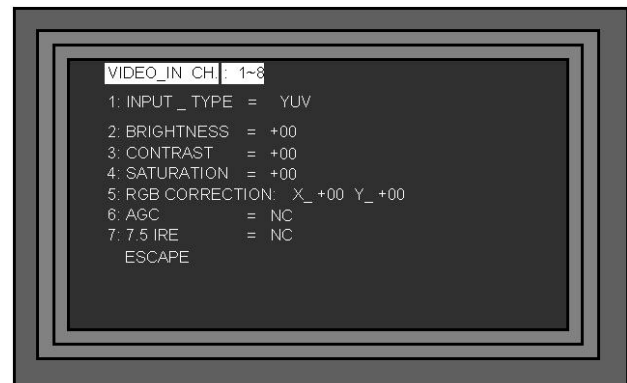 VIDEO_IN CH. : 1~8
1: INPUT _ TYPE = YUV
2: BRIGHTNESS = +00
3: CONTRAST = +00
4: SATURATION = +00
5: RGB CORRECTION: X_ +00 Y_ +00
6: AGC = NC
7: 7.5 IRE = NC
ESCAPE